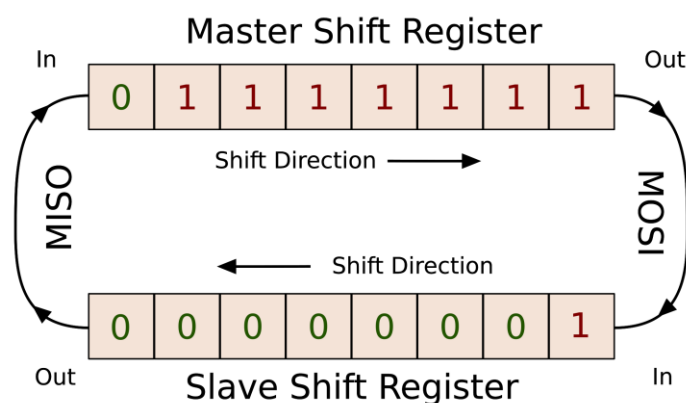 Master Shift Register
In
Out
0 1 1 1 1 1 1 1
Shift Direction
MISO
MOSI
Shift Direction
0 0 0 0 0 0 0 1
Out
In
Slave Shift Register